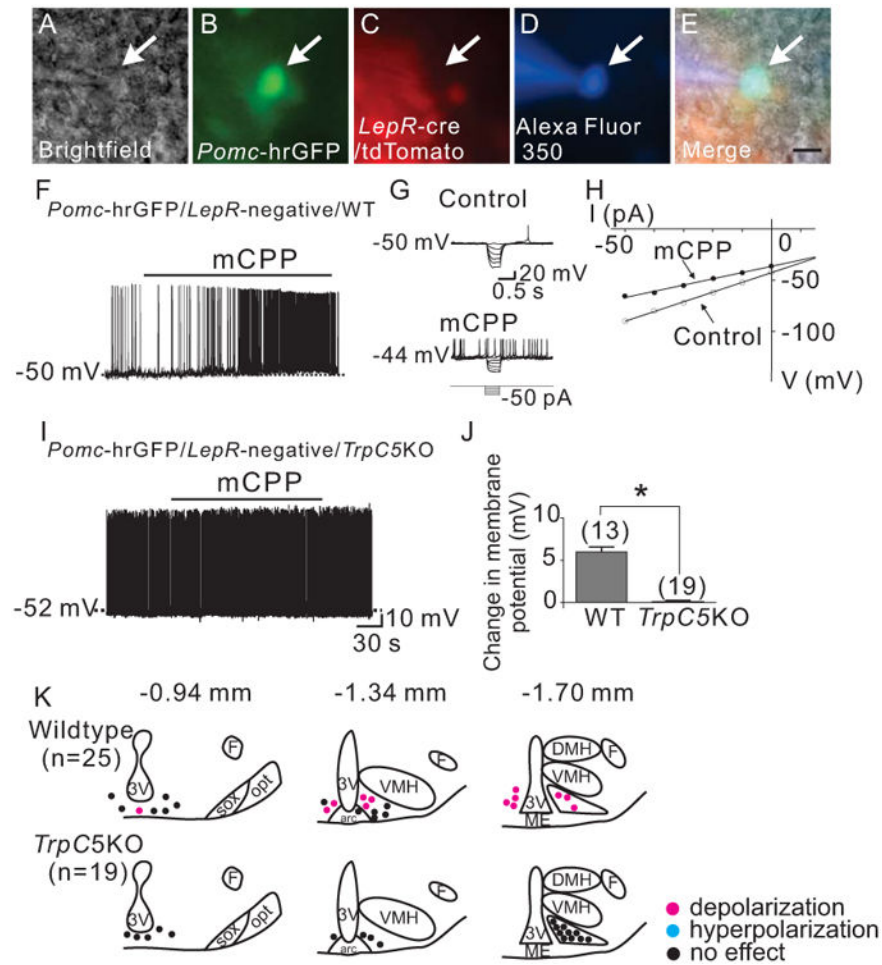 A
B
C
D
E
Brightfield
Pomc-hrGFP
LepR-cre
/tdTomato
Alexa Fluor
350
Merge
F
Pomc-hrGFP/LepR-negative/WT
mCPP
-50 mV
G
Control
-50 mV
20 mV
0.5 s
mCPP
-44 mV
-50 pA
H
I (pA)
-50
0
mCPP
-50
Control
-100
V (mV)
I
Pomc-hrGFP/LepR-negative/TrpC5KO
mCPP
-52 mV
10 mV
30 s
J
Change in membrane
potential (mV)
10
5
0
*
(13)
(19)
WT
TrpC5KO
K
-0.94 mm
-1.34 mm
-1.70 mm
Wildtype
(n=25)
3V
F
sox
opt
3V
arc
VMH
F
3V
ME
DMH
VMH
F
TrpC5KO
(n=19)
3V
F
sox
opt
3V
arc
VMH
F
3V
ME
DMH
VMH
F
depolarization
hyperpolarization
no effect